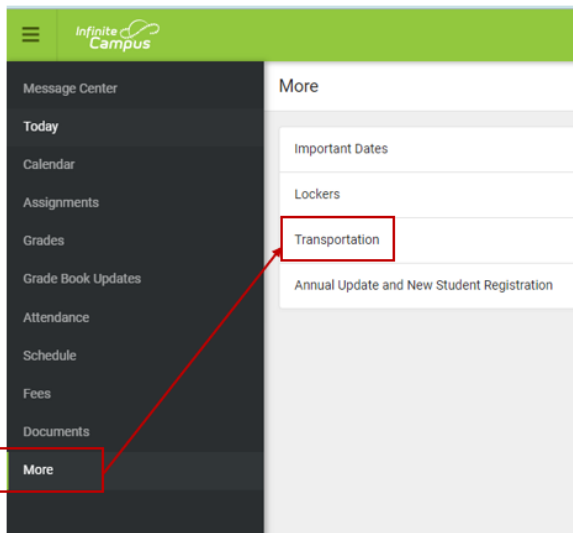 Infinite
Campus
Message Center
Today
Calendar
Assignments
Grades
Grade Book Updates
Attendance
Schedule
Fees
Documents
More
More
Important Dates
Lockers
Transportation
Annual Update and New Student Registration